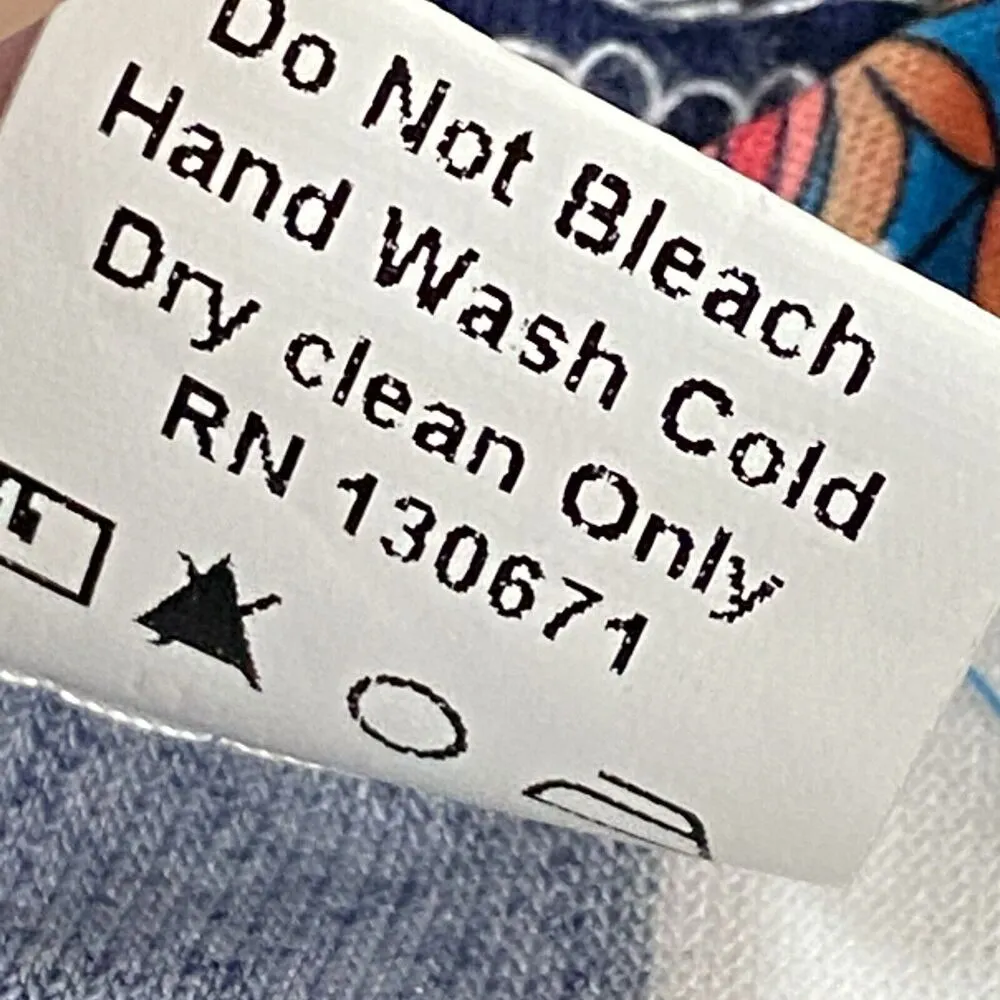 Do Not Bleach
Hand Wash Cold
Dry clean Only
RN 130671